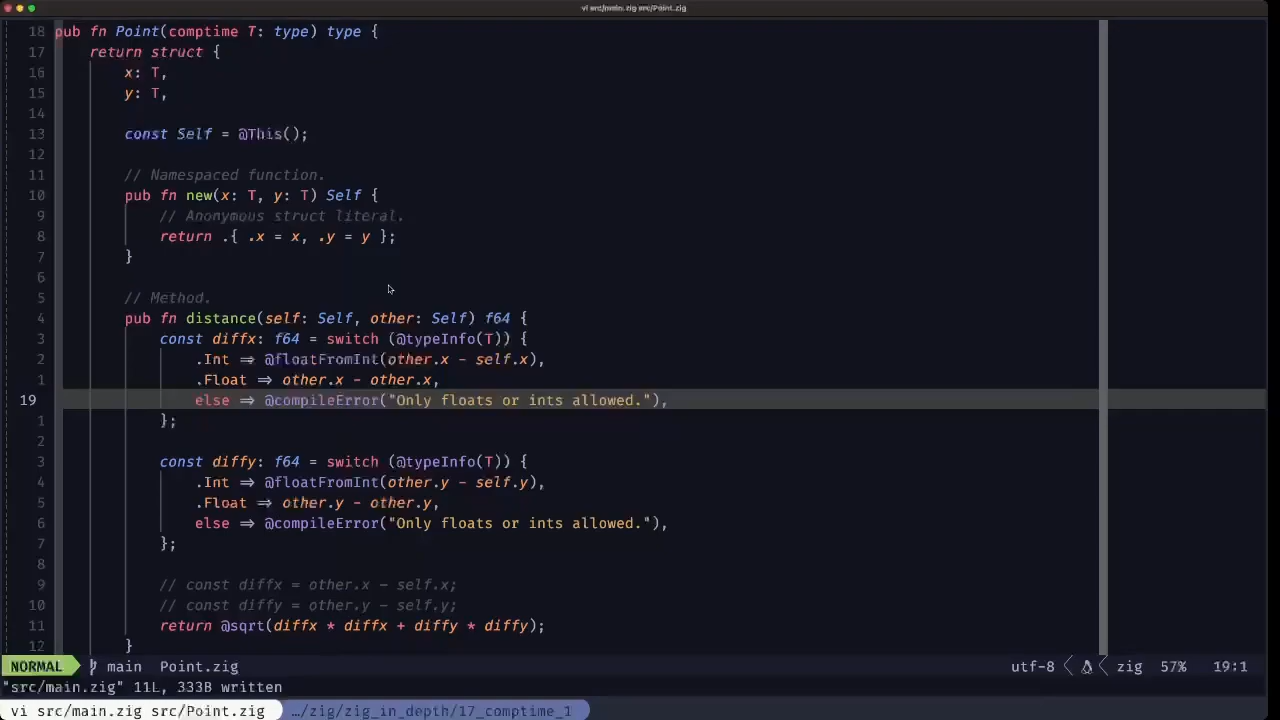 vi src/main.zig src/Point.zig
18 pub fn Point(comptime T: type) type {
17 return struct {
16 x: T,
15 y: T,
14
13 const Self = @This();
12
11 // Namespaced function.
10 pub fn new(x: T, y: T) Self {
9 // Anonymous struct literal.
8 return .{ .x = x, .y = y };
7 }
6
5 // Method.
4 pub fn distance(self: Self, other: Self) f64 {
3 const diffx: f64 = switch (@typeInfo(T)) {
2 .Int => @floatFromInt(other.x - self.x),
1 .Float => other.x - other.x,
19 else => @compileError("Only floats or ints allowed."),
1 };
2
3 const diffy: f64 = switch (@typeInfo(T)) {
4 .Int => @floatFromInt(other.y - self.y),
5 .Float => other.y - other.y,
6 else => @compileError("Only floats or ints allowed."),
7 };
8
9 // const diffx = other.x - self.x;
10 // const diffy = other.y - self.y;
11 return @sqrt(diffx * diffx + diffy * diffy);
12 }
NORMAL main Point.zig utf-8 zig 57% 19:1
"src/main.zig" 11L, 333B written
vi src/main.zig src/Point.zig …/zig/zig_in_depth/17_comptime_1